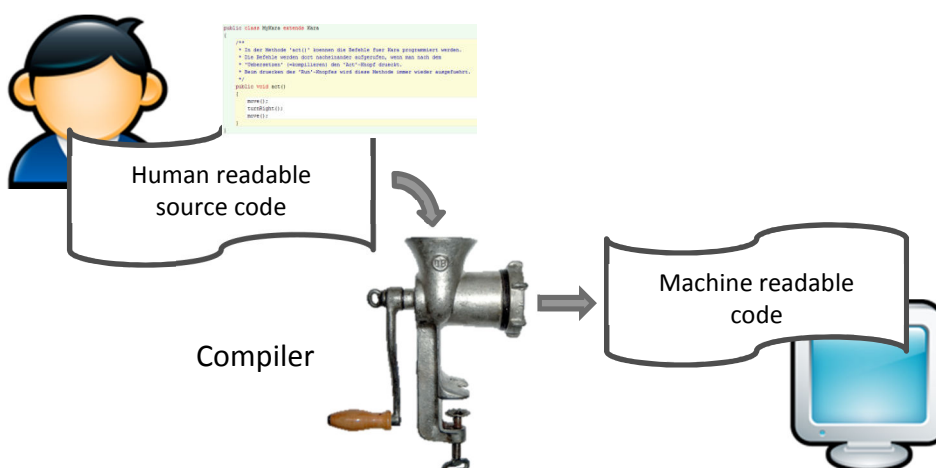 public class MyKara extends Kara
{
/**
* In der Methode 'act()' koennen die Befehle fuer Kara programmiert werden.
* Die Befehle werden dort nacheinander aufgerufen, wenn man nach dem
* 'Uebersetzen' (=kompilieren) den 'Act'-Knopf drueckt.
* Beim druecken des 'Run'-Knopfes wird diese Methode immer wieder ausgefuehrt.
*/
public void act()
{
move();
turnRight();
move();
}
}
Human readable
source code
Machine readable
code
Compiler